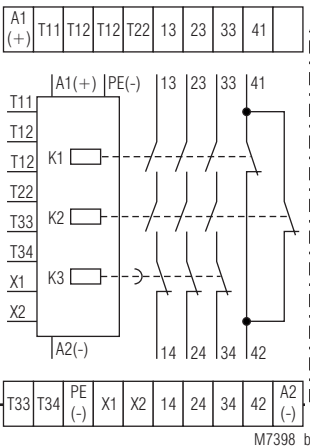 A1 (+) T11 T12 T12 T22 13 23 33 41
A1(+) PE(-) 13 23 33 41
T11
T12
T12
K1
T22
T33
K2
T34
X1
K3
X2
A2(-) 14 24 34 42
T33 T34 PE (-) X1 X2 14 24 34 42 A2 (-)
M7398_b